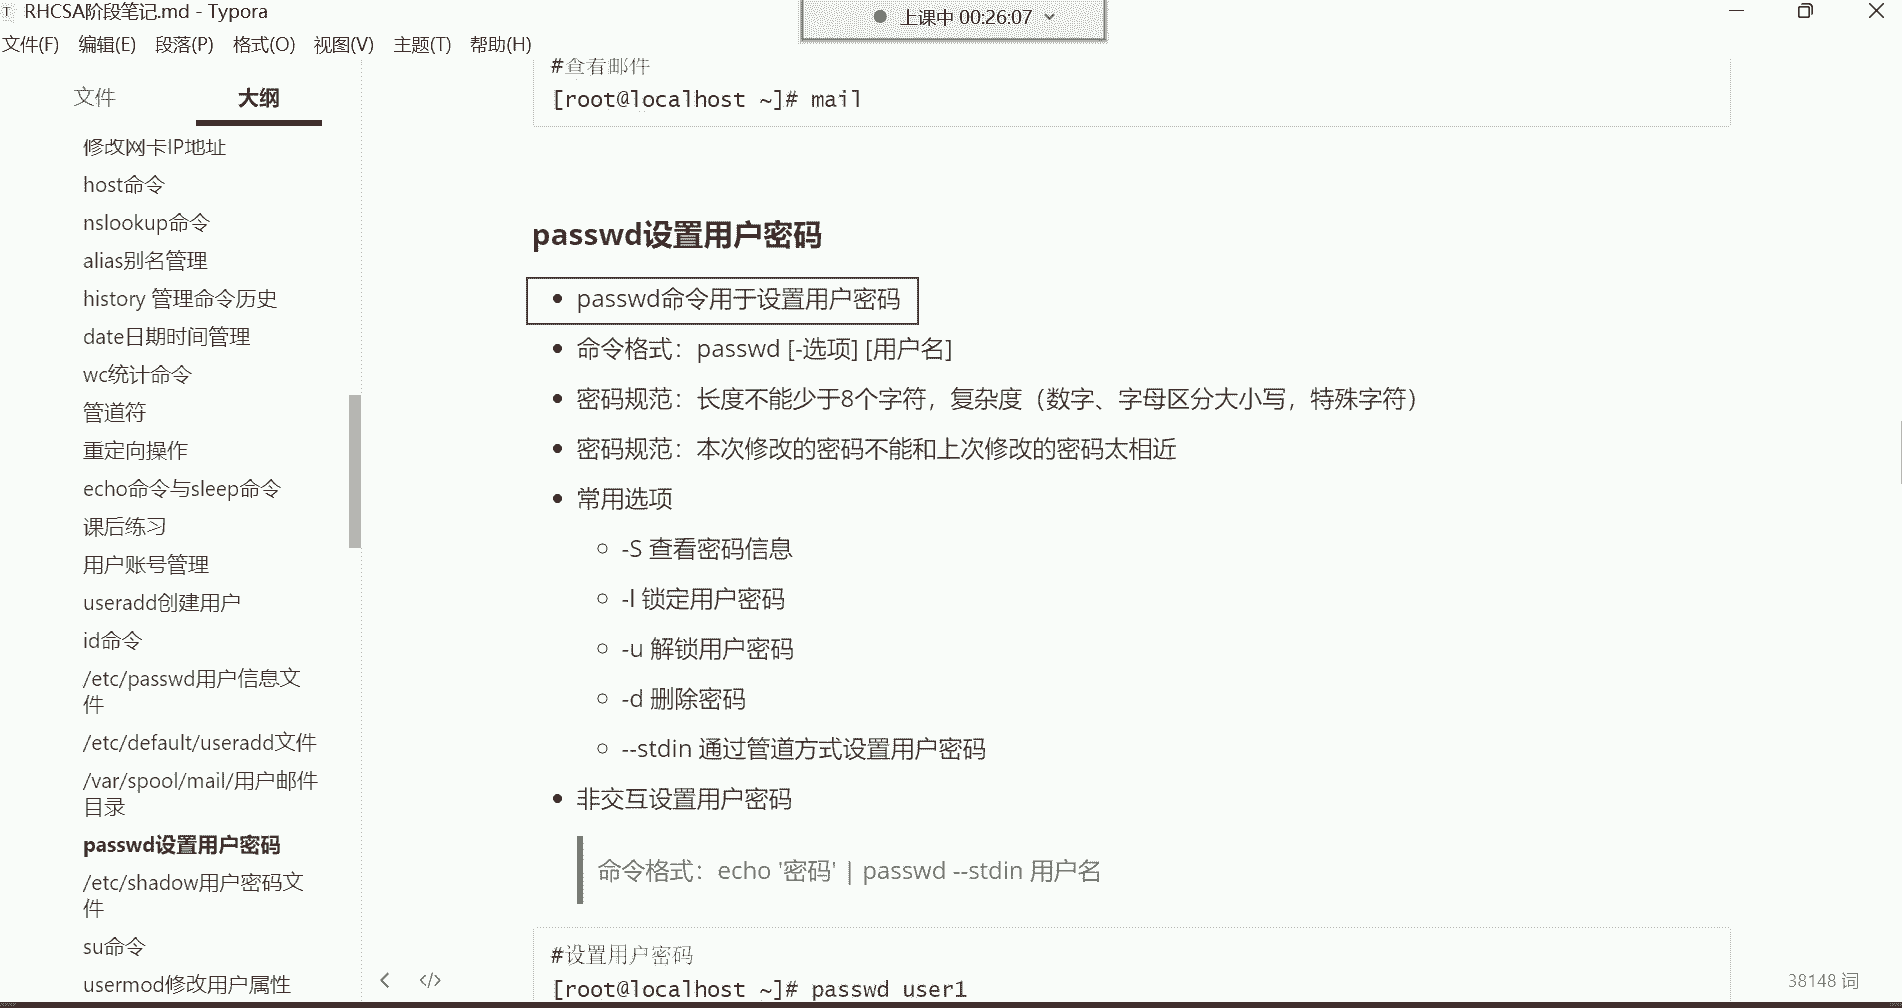 RHCSA阶段笔记.md - Typora
上课中 00:26:07
文件(F) 编辑(E) 段落(P) 格式(O) 视图(V) 主题(T) 帮助(H)
文件 大纲
修改网卡IP地址
host命令
nslookup命令
alias别名管理
history 管理命令历史
date日期时间管理
wc统计命令
管道符
重定向操作
echo命令与sleep命令
课后练习
用户账号管理
useradd创建用户
id命令
/etc/passwd用户信息文
件
/etc/default/useradd文件
/var/spool/mail/用户邮件
目录
passwd设置用户密码
/etc/shadow用户密码文
件
su命令
usermod修改用户属性
#查看邮件
[root@localhost ~]# mail
passwd设置用户密码
• passwd命令用于设置用户密码
• 命令格式：passwd [-选项] [用户名]
• 密码规范：长度不能少于8个字符，复杂度（数字、字母区分大小写，特殊字符）
• 密码规范：本次修改的密码不能和上次修改的密码太相近
• 常用选项
◦ -S 查看密码信息
◦ -l 锁定用户密码
◦ -u 解锁用户密码
◦ -d 删除密码
◦ --stdin 通过管道方式设置用户密码
• 非交互设置用户密码
命令格式：echo '密码' | passwd --stdin 用户名
#设置用户密码
[root@localhost ~]# passwd user1
38148 词